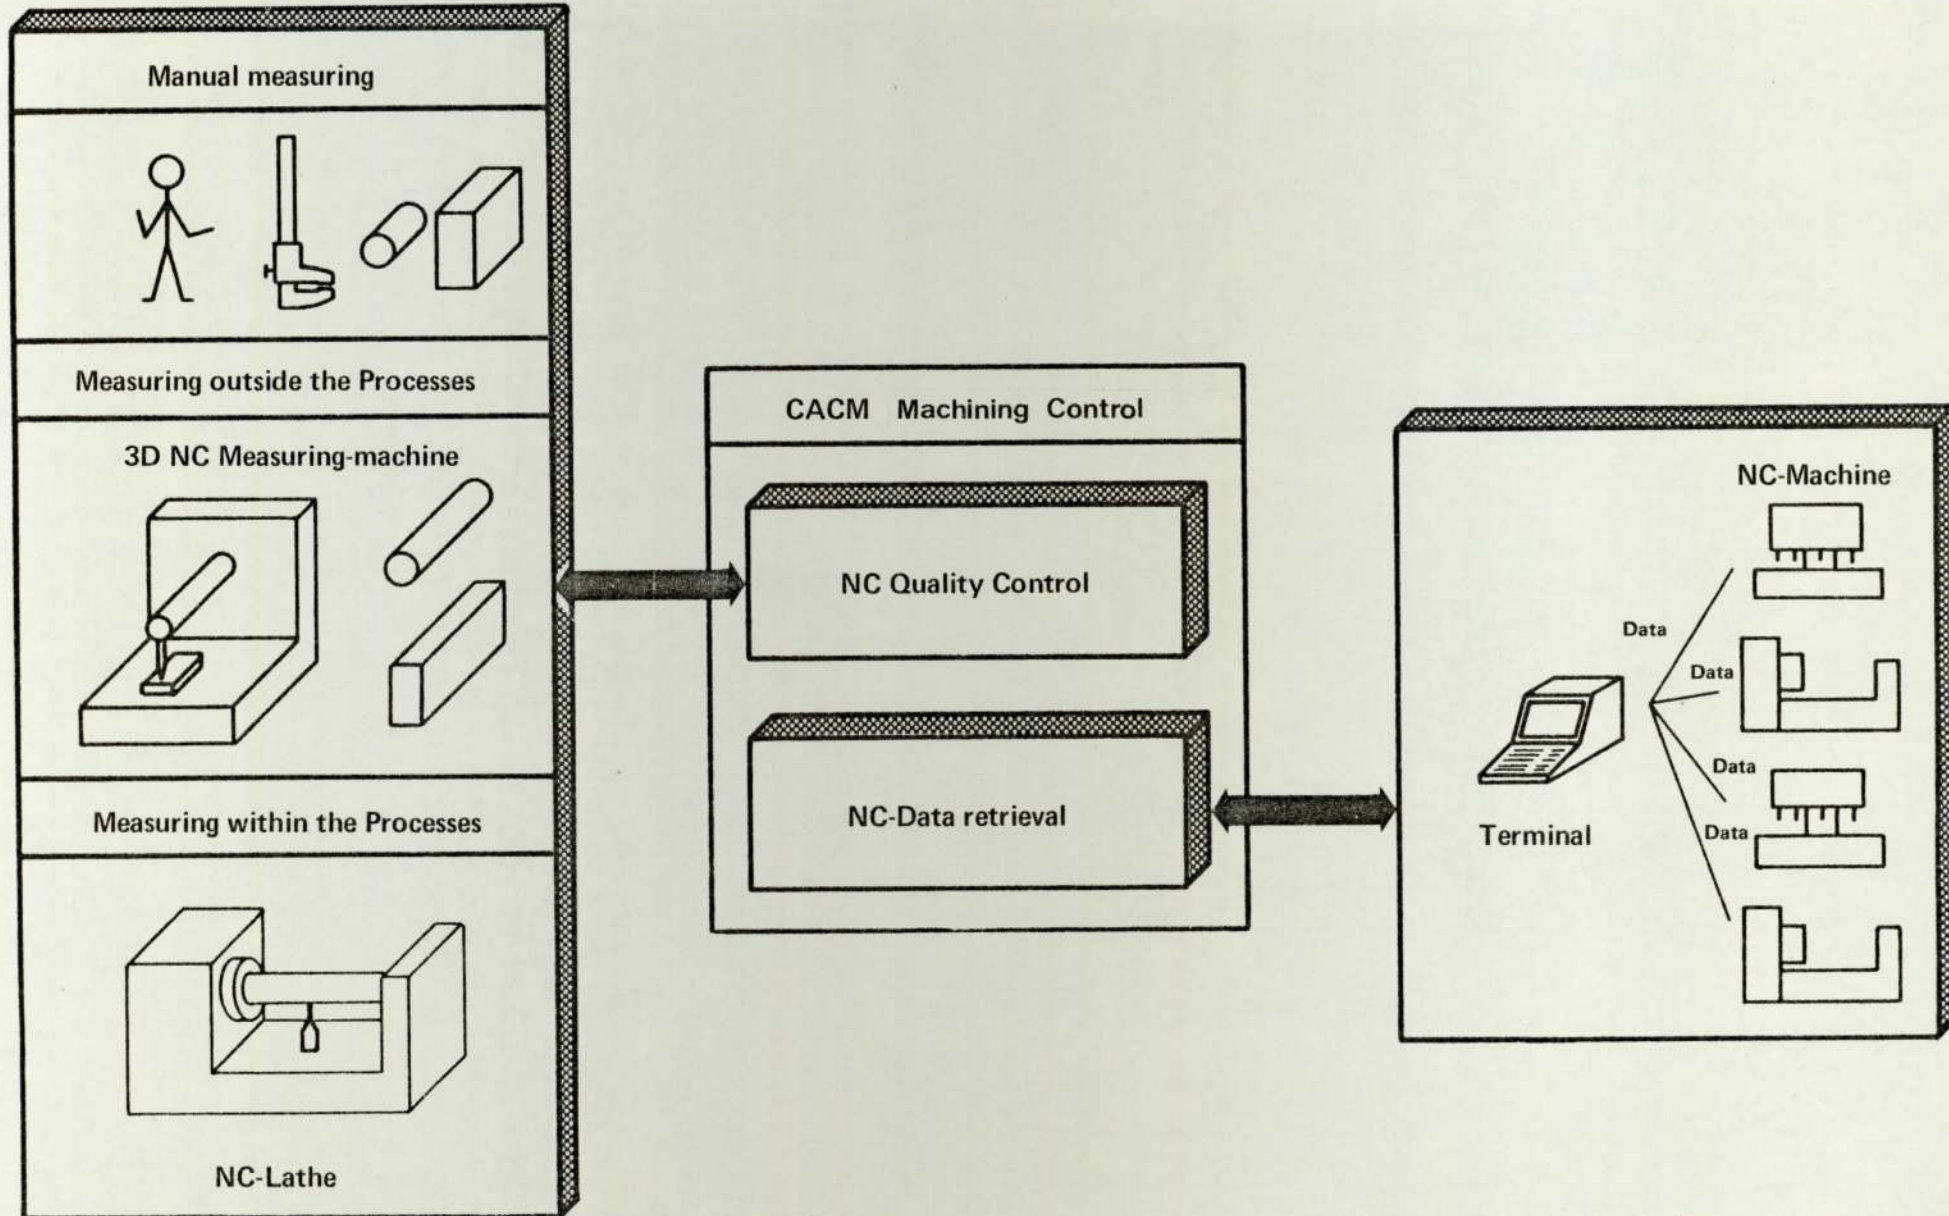 Manual measuring
Measuring outside the Processes
3D NC Measuring-machine
Measuring within the Processes
NC-Lathe
CACM Machining Control
NC Quality Control
NC-Data retrieval
NC-Machine
Data
Data
Data
Data
Terminal